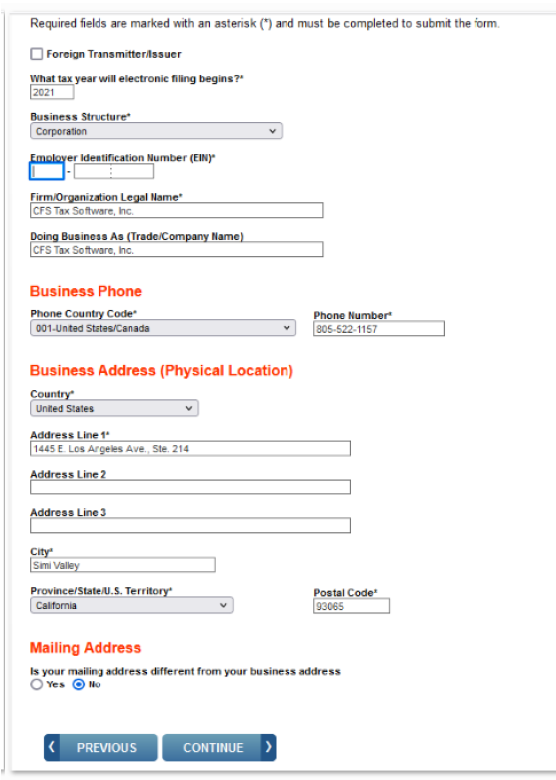 Required fields are marked with an asterisk (*) and must be completed to submit the form.
Foreign Transmitter/Issuer
What tax year will electronic filing begins?*
2021
Business Structure*
Corporation
Employer Identification Number (EIN)*
-
Firm/Organization Legal Name*
CFS Tax Software, Inc.
Doing Business As (Trade/Company Name)
CFS Tax Software, Inc.
Business Phone
Phone Country Code* Phone Number*
001-United States/Canada 805-522-1157
Business Address (Physical Location)
Country*
United States
Address Line 1*
1445 E. Los Angeles Ave., Ste. 214
Address Line 2
Address Line 3
City*
Simi Valley
Province/State/U.S. Territory* Postal Code*
California 93065
Mailing Address
Is your mailing address different from your business address
Yes No
PREVIOUS CONTINUE